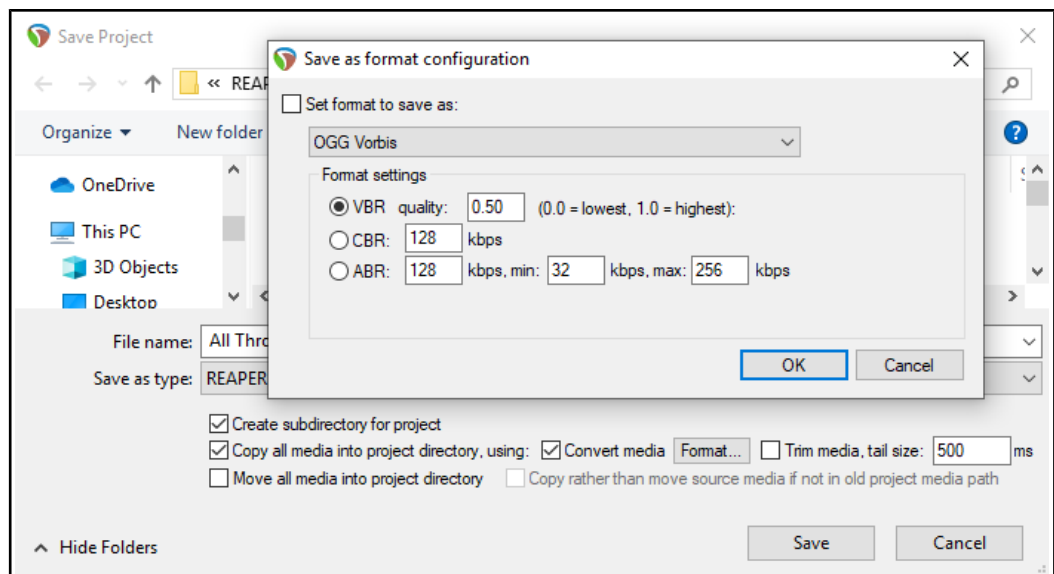 Save Project
« REAP
Organize
New folder
OneDrive
This PC
3D Objects
Desktop
File name: All Thro
Save as type: REAPER
Save as format configuration
Set format to save as:
OGG Vorbis
Format settings
VBR quality: 0.50 (0.0 = lowest, 1.0 = highest):
CBR: 128 kbps
ABR: 128 kbps, min: 32 kbps, max: 256 kbps
OK Cancel
Create subdirectory for project
Copy all media into project directory, using: Convert media Format... Trim media, tail size: 500 ms
Move all media into project directory Copy rather than move source media if not in old project media path
Hide Folders
Save Cancel